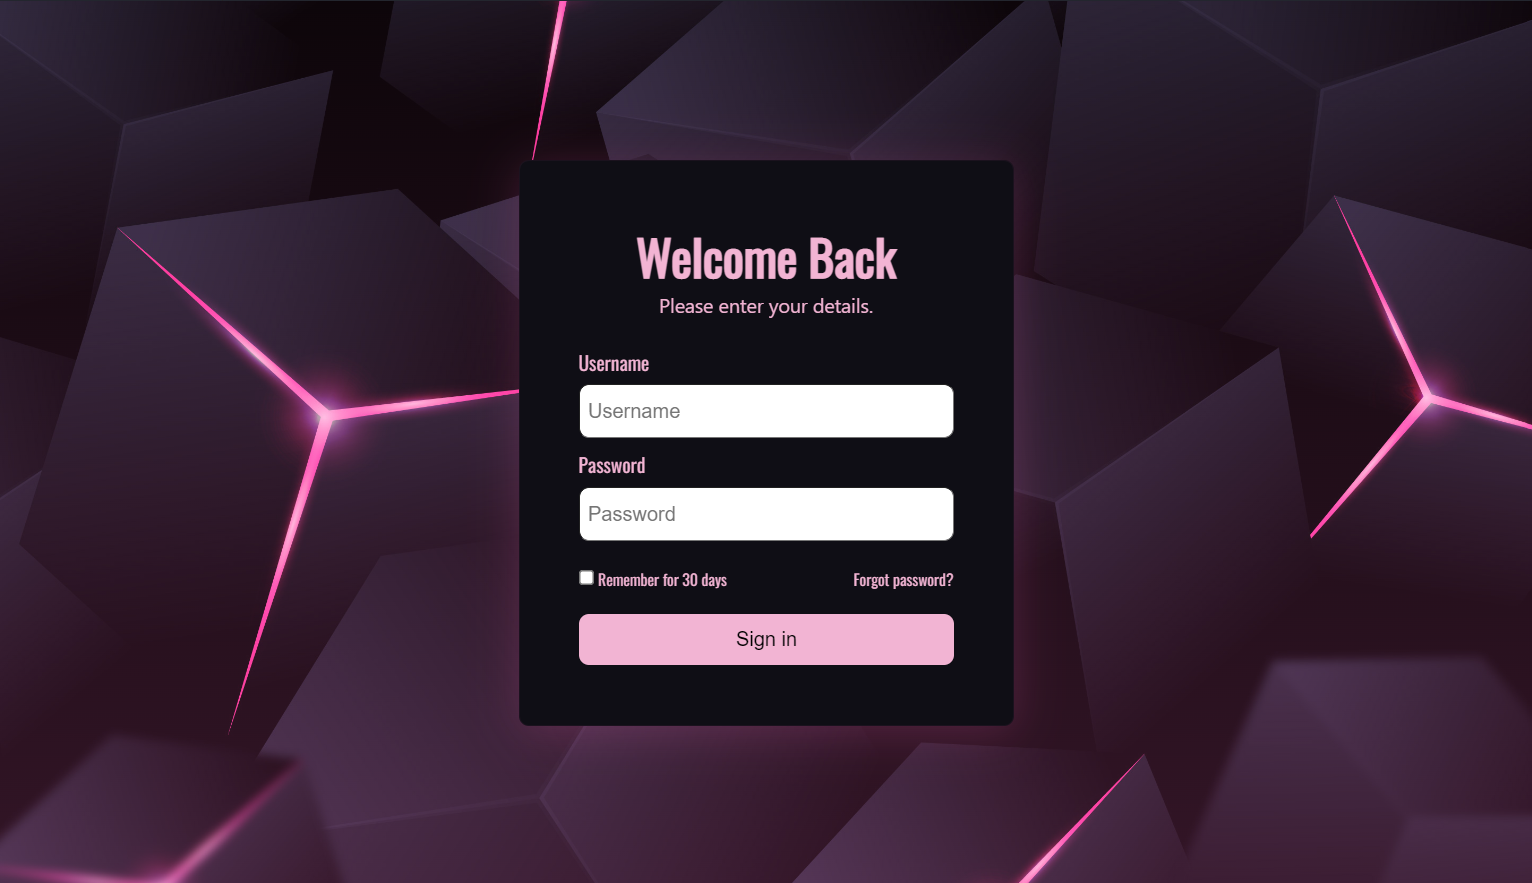 Welcome Back
Please enter your details.
Username
Username
Password
Password
Remember for 30 days
Forgot password?
Sign in